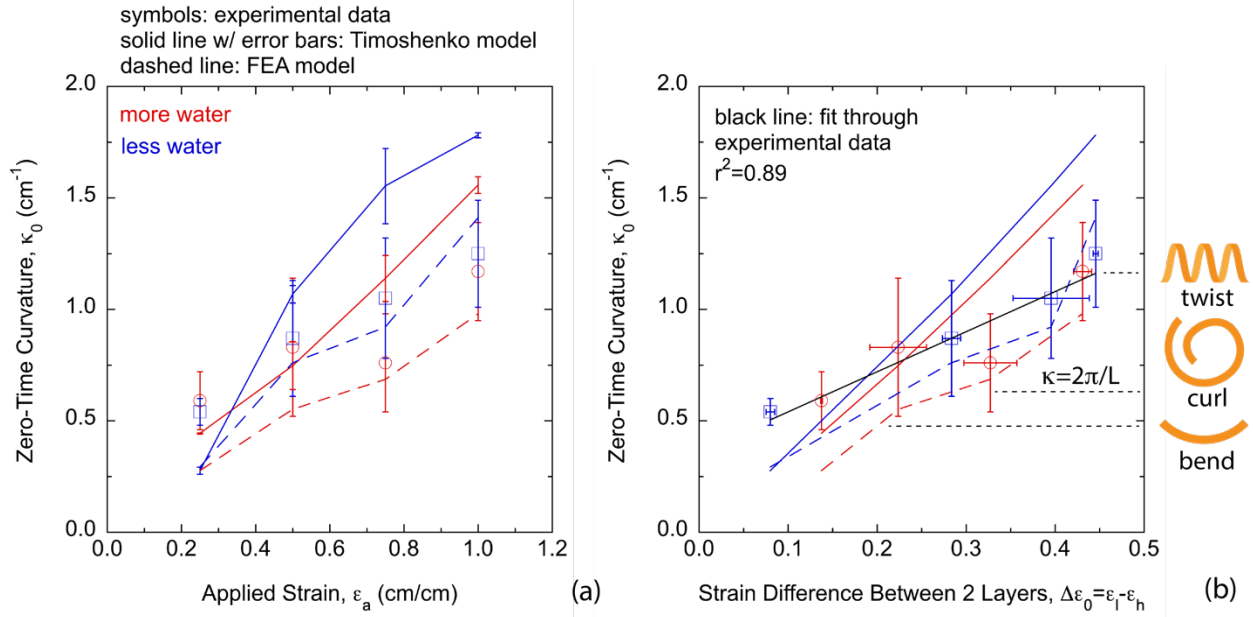 symbols: experimental data
solid line w/ error bars: Timoshenko model
dashed line: FEA model
2.0
1.5
1.0
0.5
0.0
Zero-Time Curvature, κ₀ (cm⁻¹)
more water
less water
0.0 0.2 0.4 0.6 0.8 1.0 1.2
Applied Strain, εₐ (cm/cm)
(a)
2.0
1.5
1.0
0.5
0.0
Zero-Time Curvature, κ₀ (cm⁻¹)
black line: fit through
experimental data
r²=0.89
κ=2π/L
0.0 0.1 0.2 0.3 0.4 0.5
Strain Difference Between 2 Layers, Δε₀=εₗ-εₕ
(b)
twist
curl
bend